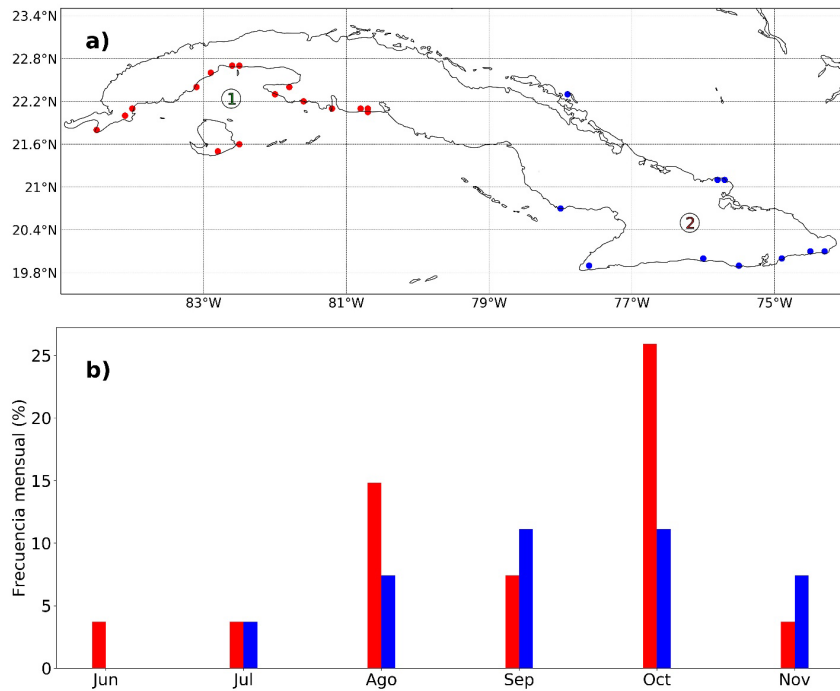 a)
23.4°N
22.8°N
22.2°N
21.6°N
21°N
20.4°N
19.8°N
1
2
83°W 81°W 79°W 77°W 75°W
b)
Frecuencia mensual (%)
25
20
15
10
5
0
Jun Jul Ago Sep Oct Nov